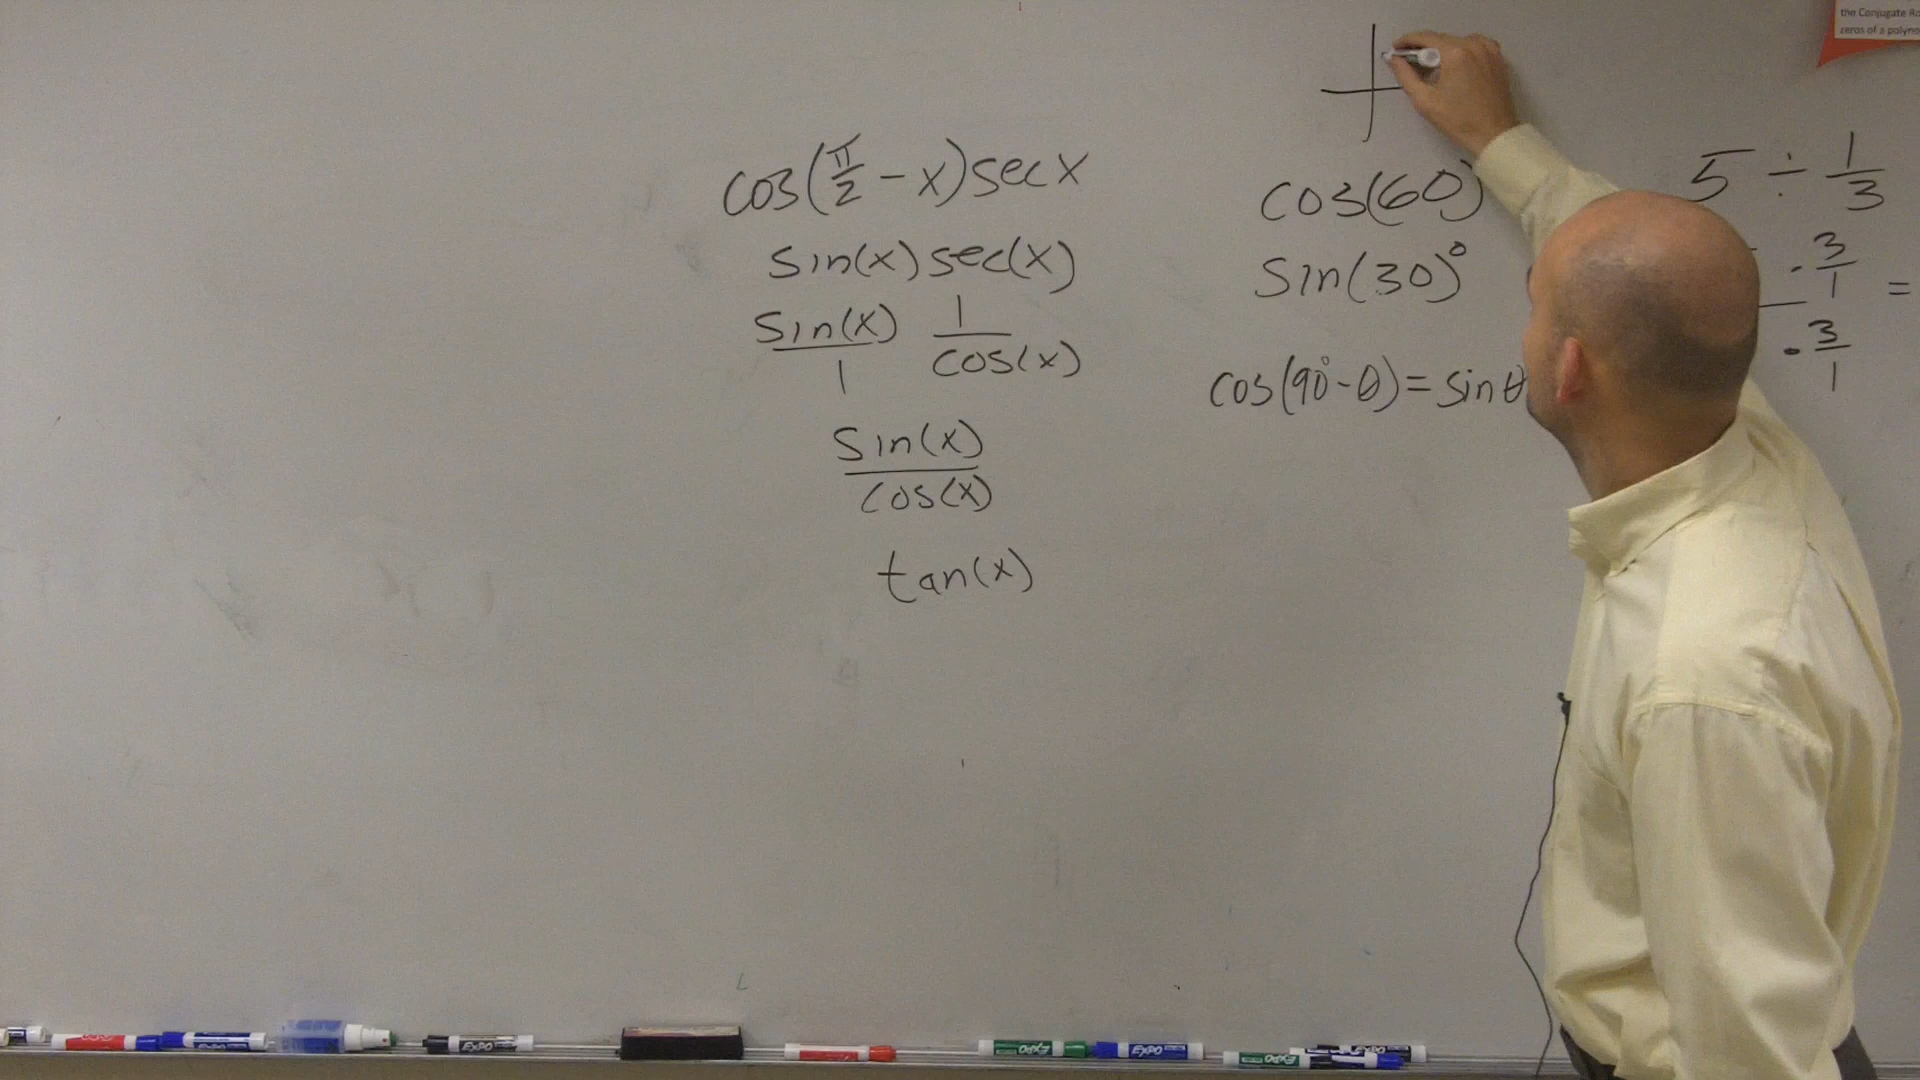 the Conjugate
zeros of a
cos(π/2 - x) sec x
sin(x) sec(x)
sin(x)/1 1/cos(x)
sin(x)/cos(x)
tan(x)
cos(60)
sin(30)°
cos(90° - θ) = sin θ
5 ÷ 1/3
· 3/1 =
· 3/1
EXPO
EXPO
EXPO
EXPO